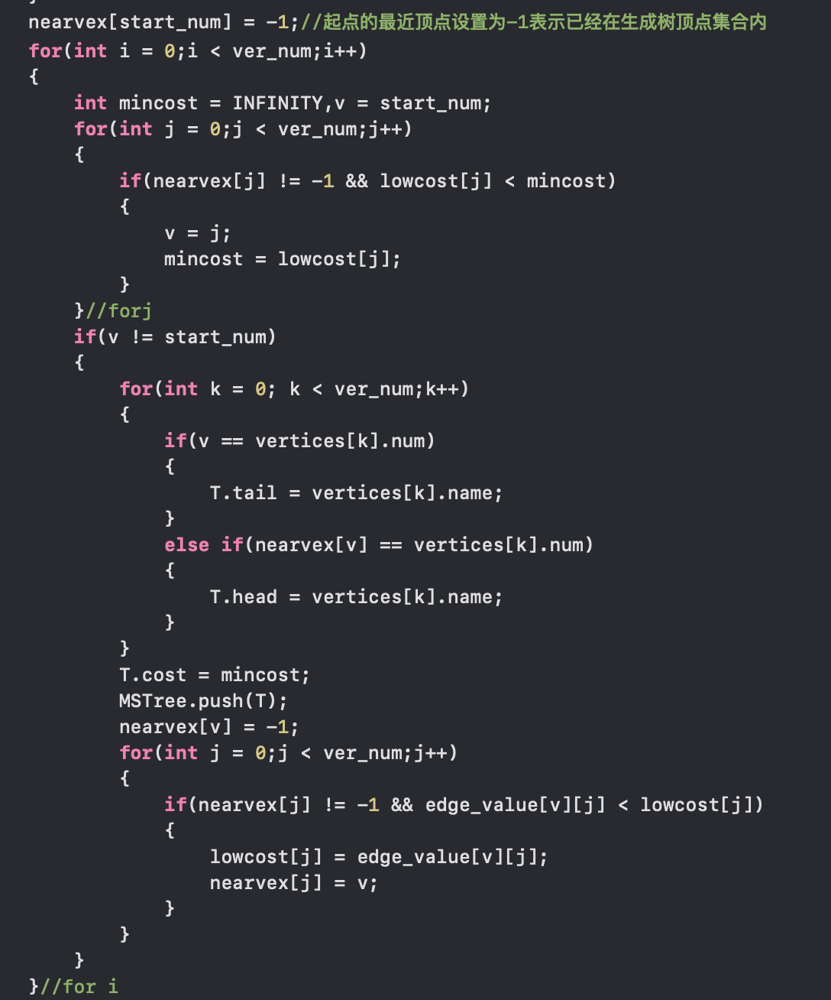 }
nearvex[start_num] = -1;//起点的最近顶点设置为-1表示已经在生成树顶点集合内
for(int i = 0;i < ver_num;i++)
{
    int mincost = INFINITY,v = start_num;
    for(int j = 0;j < ver_num;j++)
    {
        if(nearvex[j] != -1 && lowcost[j] < mincost)
        {
            v = j;
            mincost = lowcost[j];
        }
    }//forj
    if(v != start_num)
    {
        for(int k = 0; k < ver_num;k++)
        {
            if(v == vertices[k].num)
            {
                T.tail = vertices[k].name;
            }
            else if(nearvex[v] == vertices[k].num)
            {
                T.head = vertices[k].name;
            }
        }
        T.cost = mincost;
        MSTree.push(T);
        nearvex[v] = -1;
        for(int j = 0;j < ver_num;j++)
        {
            if(nearvex[j] != -1 && edge_value[v][j] < lowcost[j])
            {
                lowcost[j] = edge_value[v][j];
                nearvex[j] = v;
            }
        }
    }
}//for i